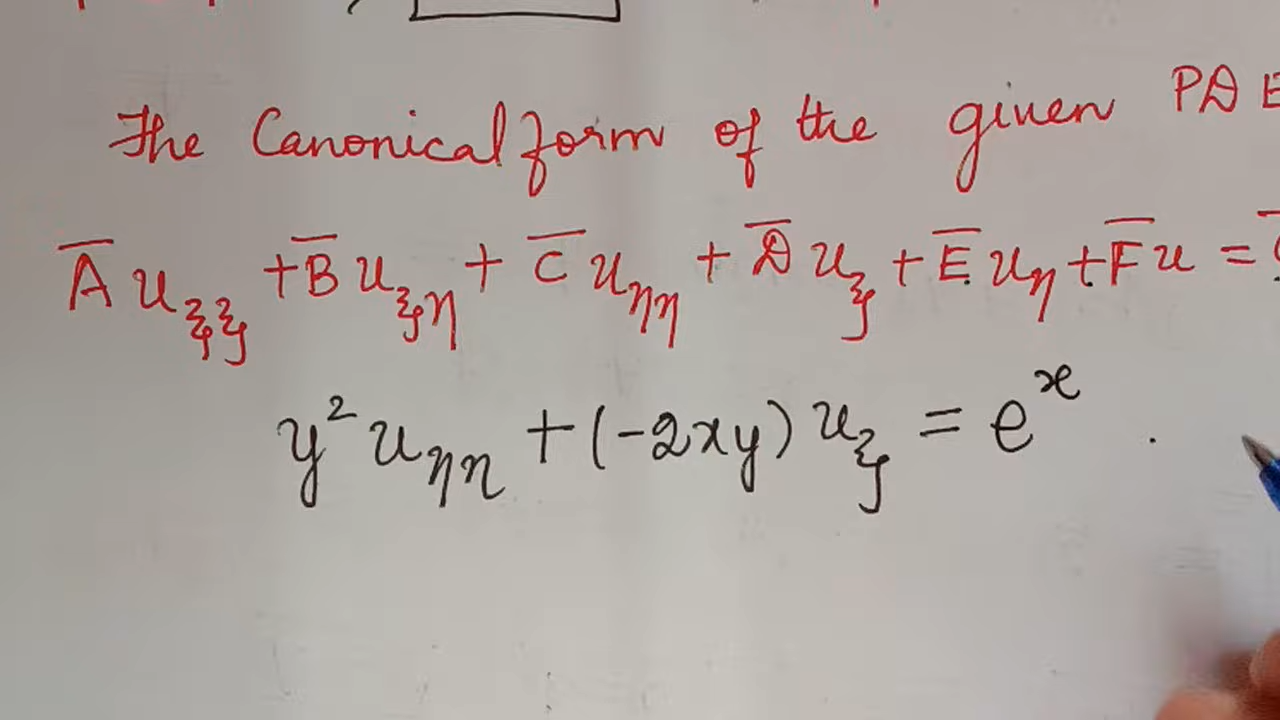 The Canonical form of the given PDE
A̅ u_ξξ + B̅ u_ξη + C̅ u_ηη + D̅ u_ξ + E̅ u_η + F̅ u =
y² u_ηη + (-2xy) u_ξ = e^x .